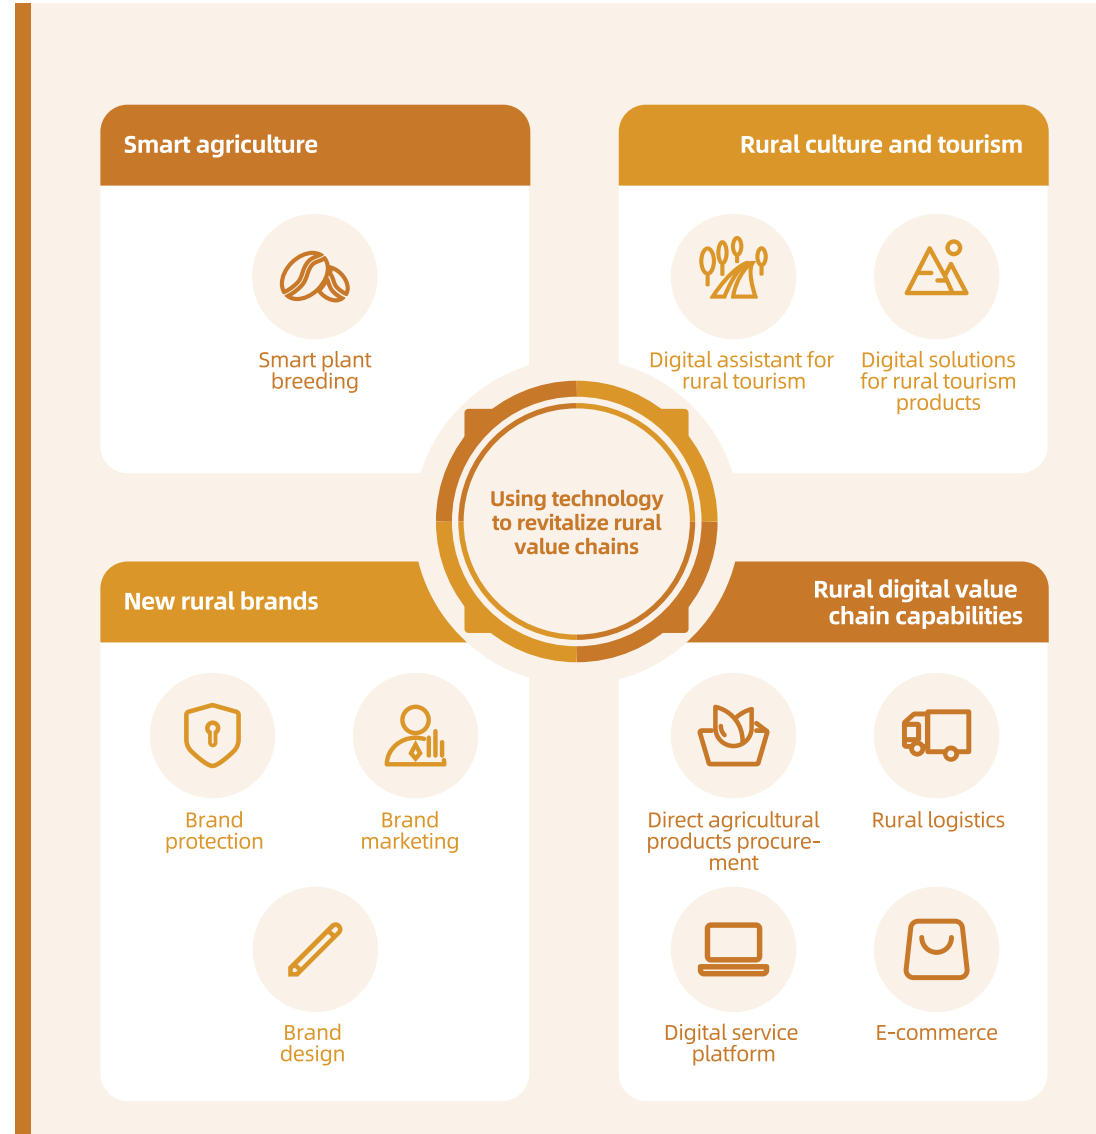 Smart agriculture
Smart plant
breeding
Rural culture and tourism
Digital assistant for
rural tourism
Digital solutions
for rural tourism
products
Using technology
to revitalize rural
value chains
New rural brands
Brand
protection
Brand
marketing
Brand
design
Rural digital value
chain capabilities
Direct agricultural
products procure-
ment
Rural logistics
Digital service
platform
E-commerce